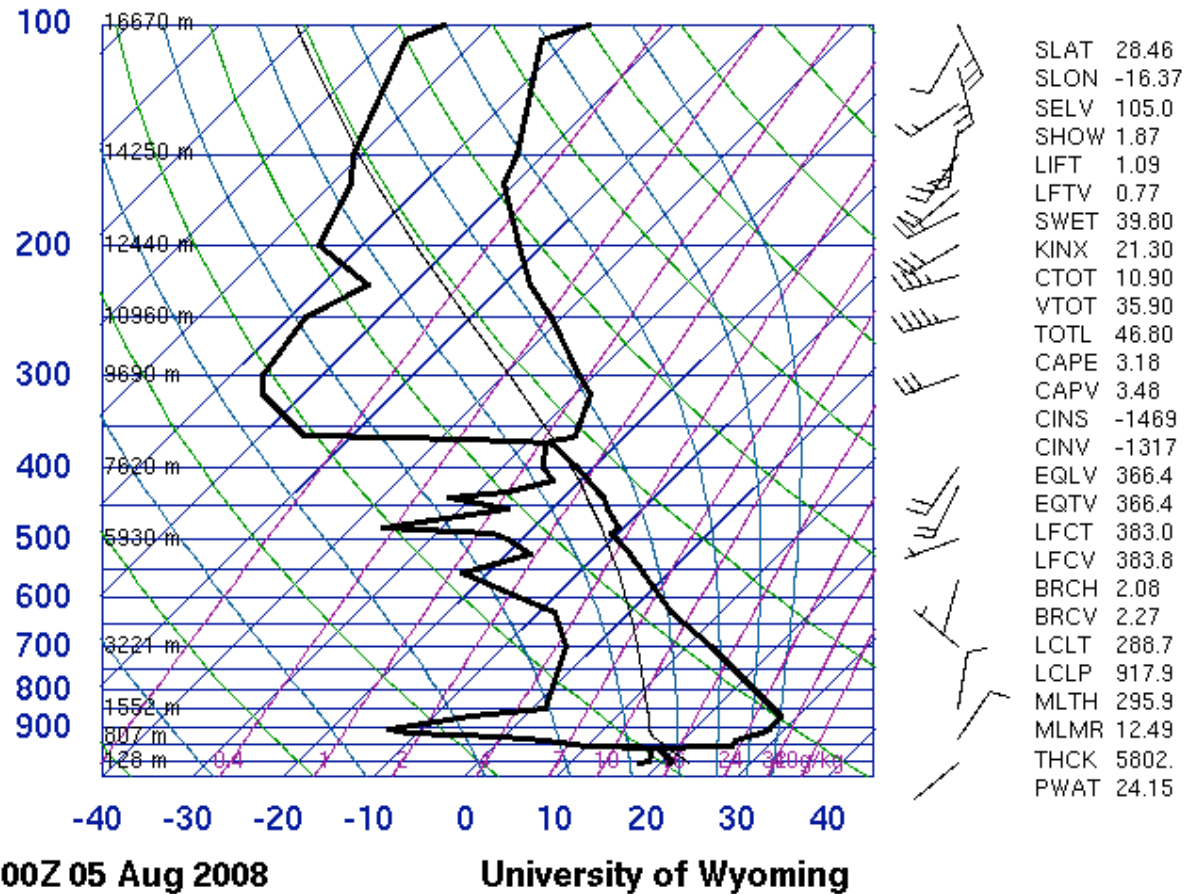 100 16670 m
14250 m
200 12440 m
10960 m
300 9690 m
400 7620 m
500 5930 m
600
700 3221 m
800
1552 m
900
807 m
128 m 0.4 1 2 4 7 10 24 g/kg
-40 -30 -20 -10 0 10 20 30 40
00Z 05 Aug 2008 University of Wyoming
SLAT 28.46
SLON -16.37
SELV 105.0
SHOW 1.87
LIFT 1.09
LFTV 0.77
SWET 39.80
KINX 21.30
CTOT 10.90
VTOT 35.90
TOTL 46.80
CAPE 3.18
CAPV 3.48
CINS -1469
CINV -1317
EQLV 366.4
EQTV 366.4
LFCT 383.0
LFCV 383.8
BRCH 2.08
BRCV 2.27
LCLT 288.7
LCLP 917.9
MLTH 295.9
MLMR 12.49
THCK 5802.
PWAT 24.15